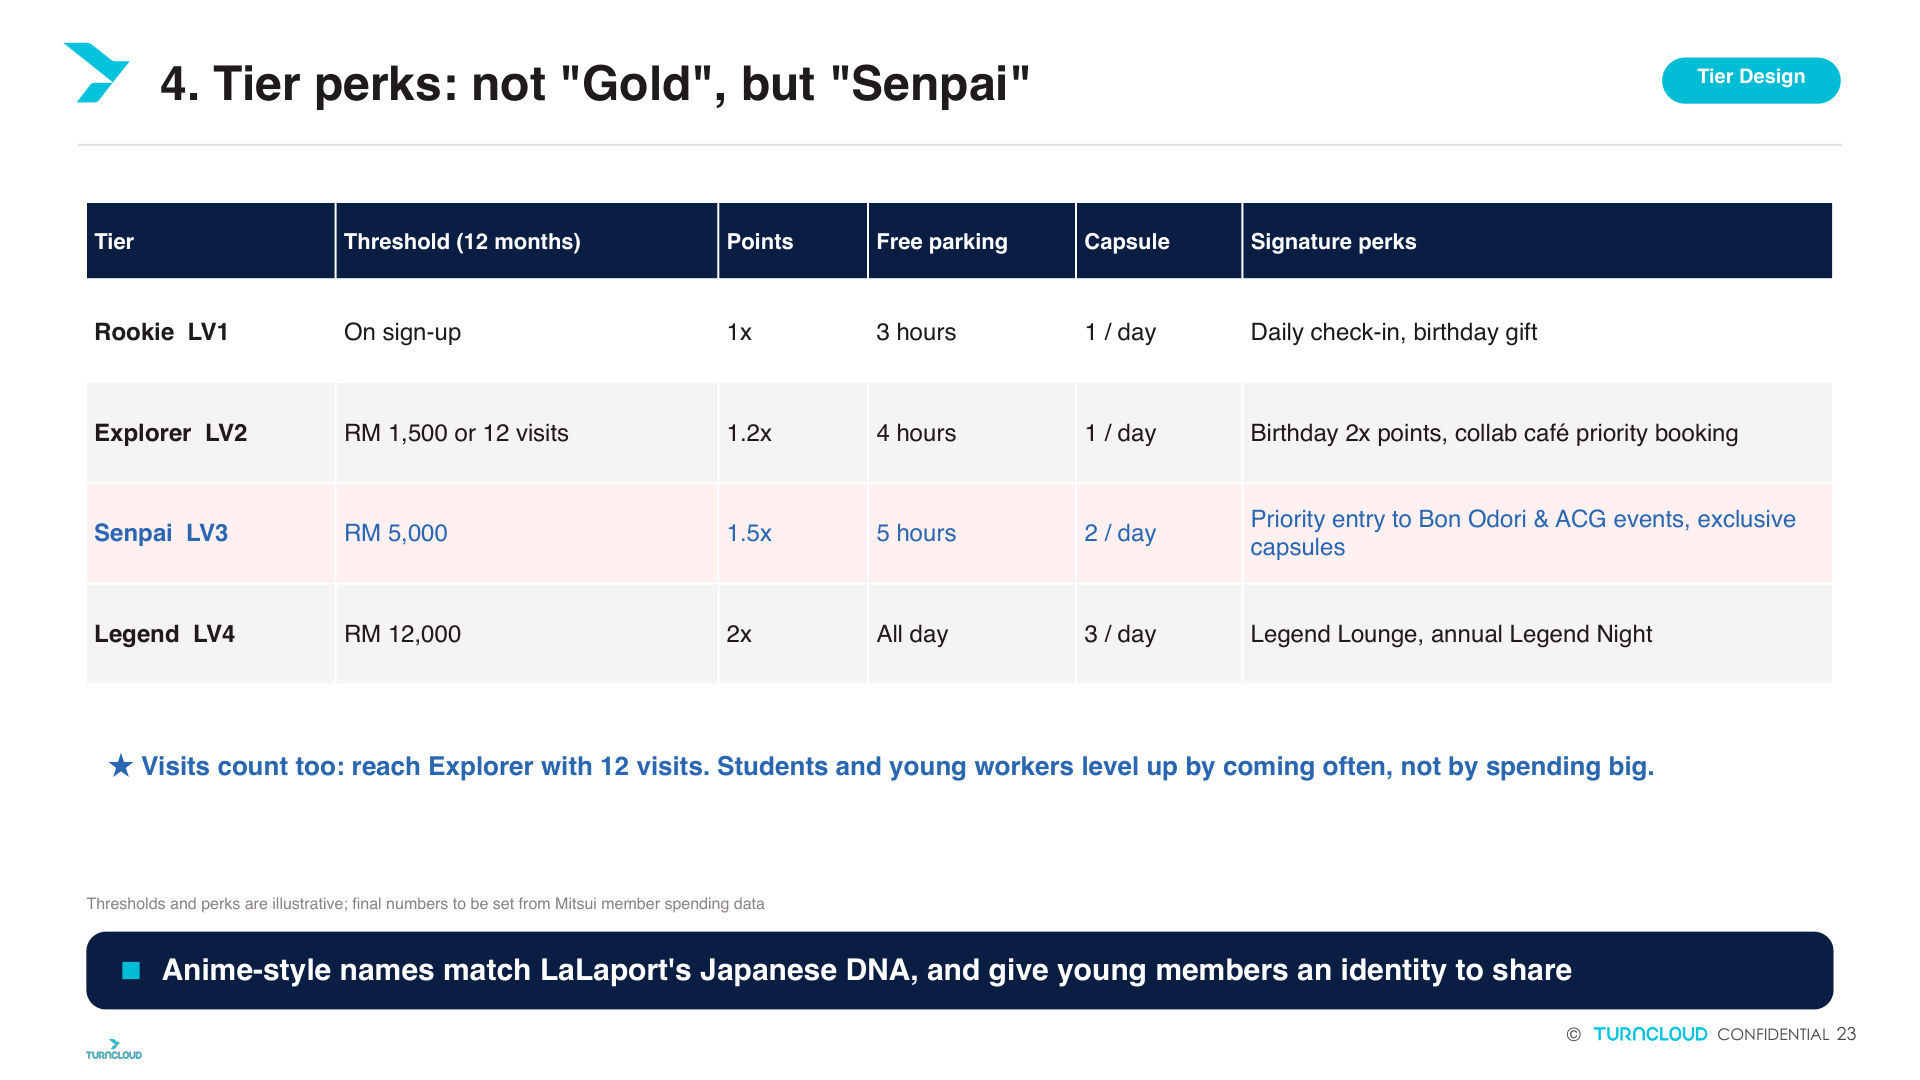 4. Tier perks: not "Gold", but "Senpai"
Tier Design
Tier Threshold (12 months) Points Free parking Capsule Signature perks
Rookie LV1 On sign-up 1x 3 hours 1 / day Daily check-in, birthday gift
Explorer LV2 RM 1,500 or 12 visits 1.2x 4 hours 1 / day Birthday 2x points, collab café priority booking
Senpai LV3 RM 5,000 1.5x 5 hours 2 / day Priority entry to Bon Odori & ACG events, exclusive
capsules
Legend LV4 RM 12,000 2x All day 3 / day Legend Lounge, annual Legend Night
★ Visits count too: reach Explorer with 12 visits. Students and young workers level up by coming often, not by spending big.
Thresholds and perks are illustrative; final numbers to be set from Mitsui member spending data
■ Anime-style names match LaLaport's Japanese DNA, and give young members an identity to share
TURNCLOUD
© TURNCLOUD CONFIDENTIAL 23